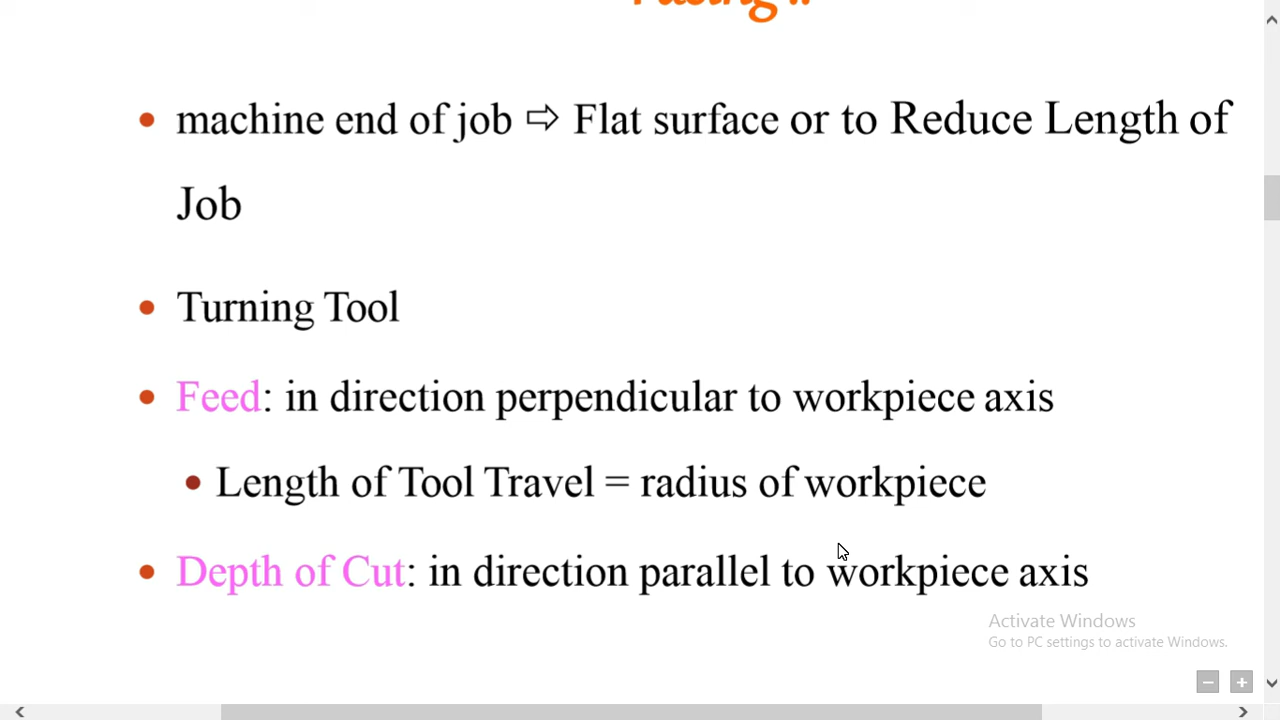 Facing ..
• machine end of job ⇨ Flat surface or to Reduce Length of
Job
• Turning Tool
• Feed: in direction perpendicular to workpiece axis
• Length of Tool Travel = radius of workpiece
• Depth of Cut: in direction parallel to workpiece axis
Activate Windows
Go to PC settings to activate Windows.